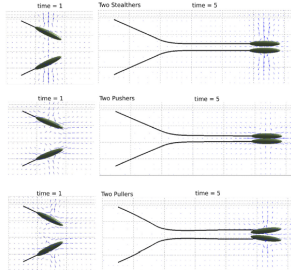 time = 1
Two Stealthers
time = 5
time = 1
Two Pushers
time = 5
time = 1
Two Pullers
time = 5